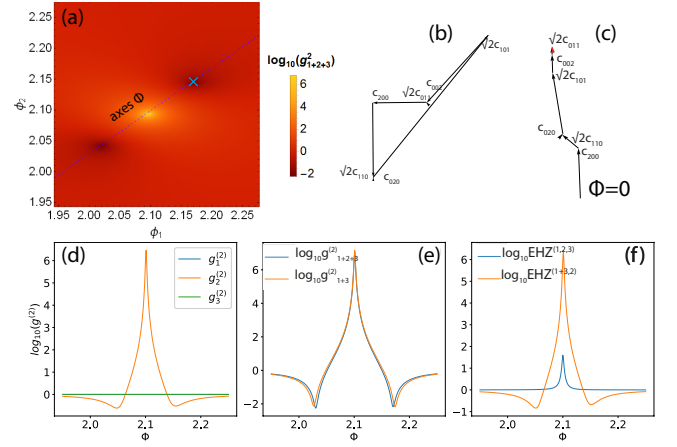 (a)
2.25
2.20
2.15
2.10
2.05
2.00
ϕ2
axes Φ
1.95 2.0 2.05 2.1 2.15 2.20 2.25
ϕ1
log10(g²1+2+3)
6
4
2
0
−2
(b)
√2c101
c002
c200
√2c011
√2c110
c020
(c)
√2c011
c002
√2c101
c020
√2c110
c200
Φ=0
(d)
g1(2)
g2(2)
g3(2)
log10(g(2))
6
5
4
3
2
1
0
−1
2.0 2.1 2.2
Φ
(e)
log10g(2)1+2+3
log10g(2)1+3
6
4
2
0
−2
2.0 2.1 2.2
Φ
(f)
log10EHZ(1,2,3)
log10EHZ(1+3,2)
6
5
4
3
2
1
0
−1
2.0 2.1 2.2
Φ